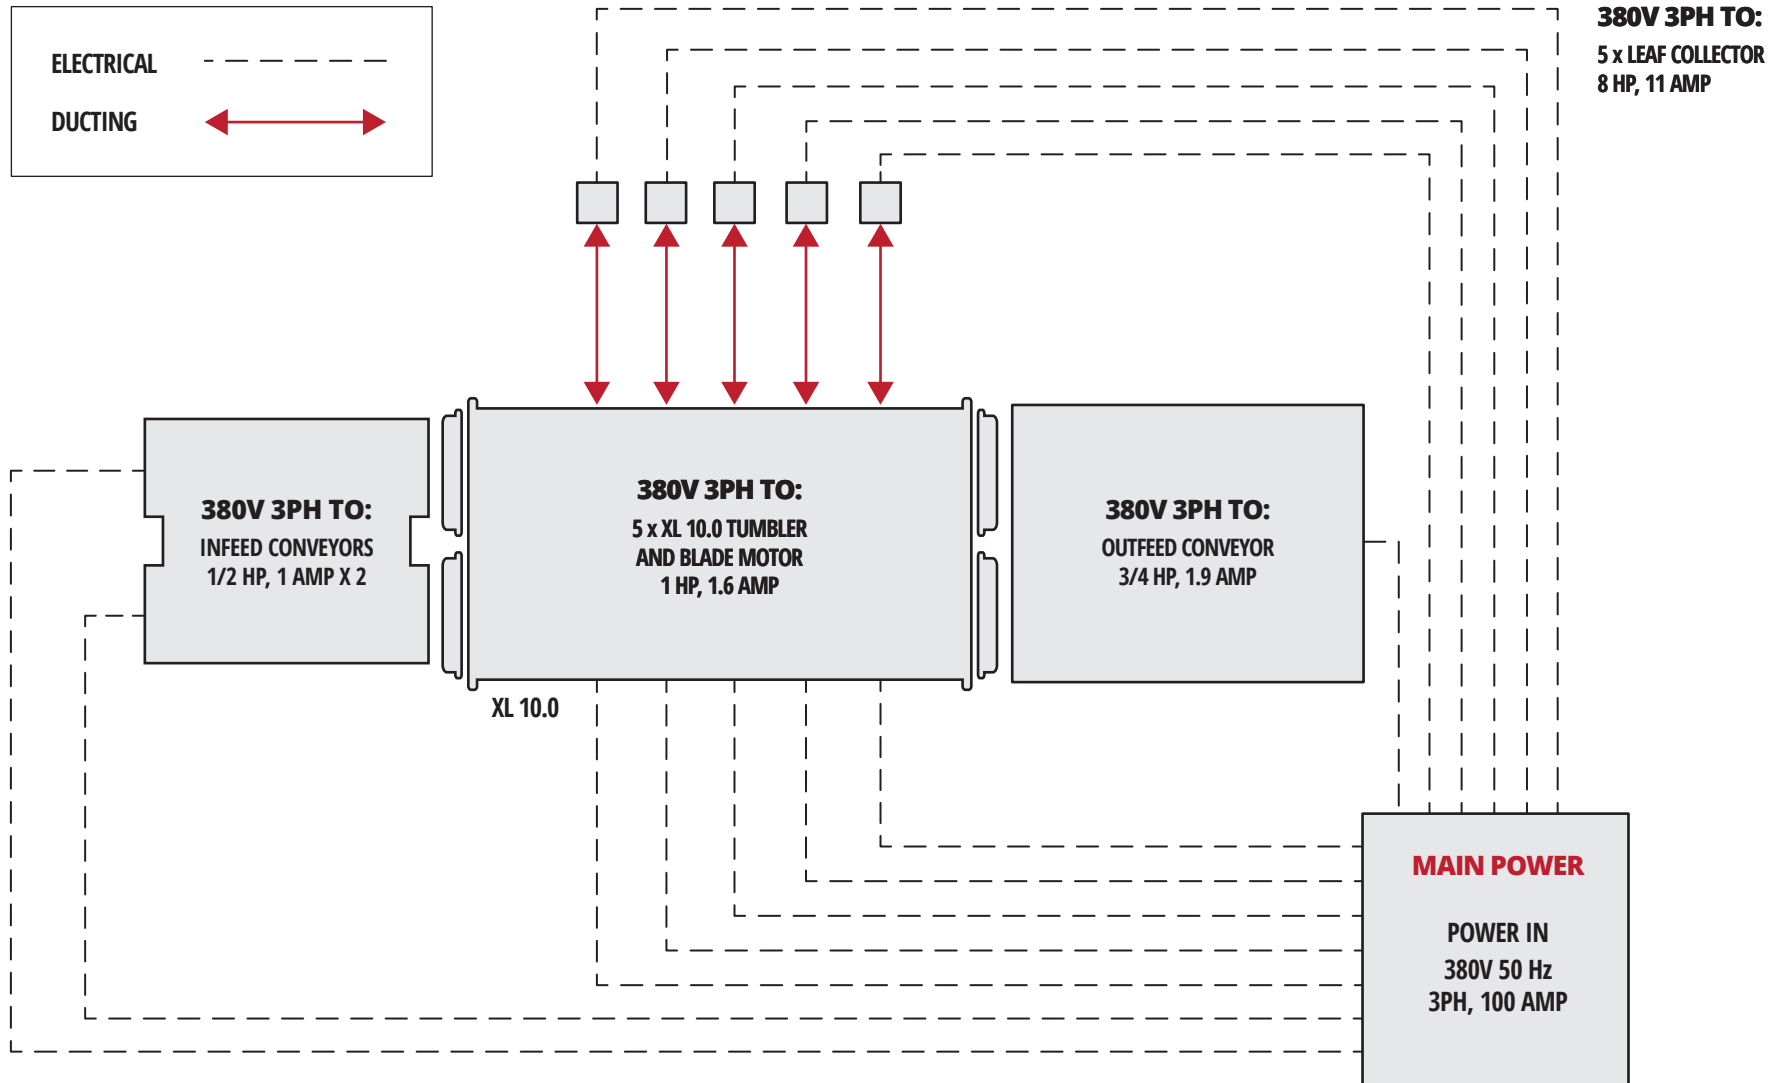 ELECTRICAL
DUCTING
380V 3PH TO:
5 x LEAF COLLECTOR
8 HP, 11 AMP
380V 3PH TO:
INFEED CONVEYORS
1/2 HP, 1 AMP X 2
380V 3PH TO:
5 x XL 10.0 TUMBLER
AND BLADE MOTOR
1 HP, 1.6 AMP
380V 3PH TO:
OUTFEED CONVEYOR
3/4 HP, 1.9 AMP
XL 10.0
MAIN POWER
POWER IN
380V 50 Hz
3PH, 100 AMP